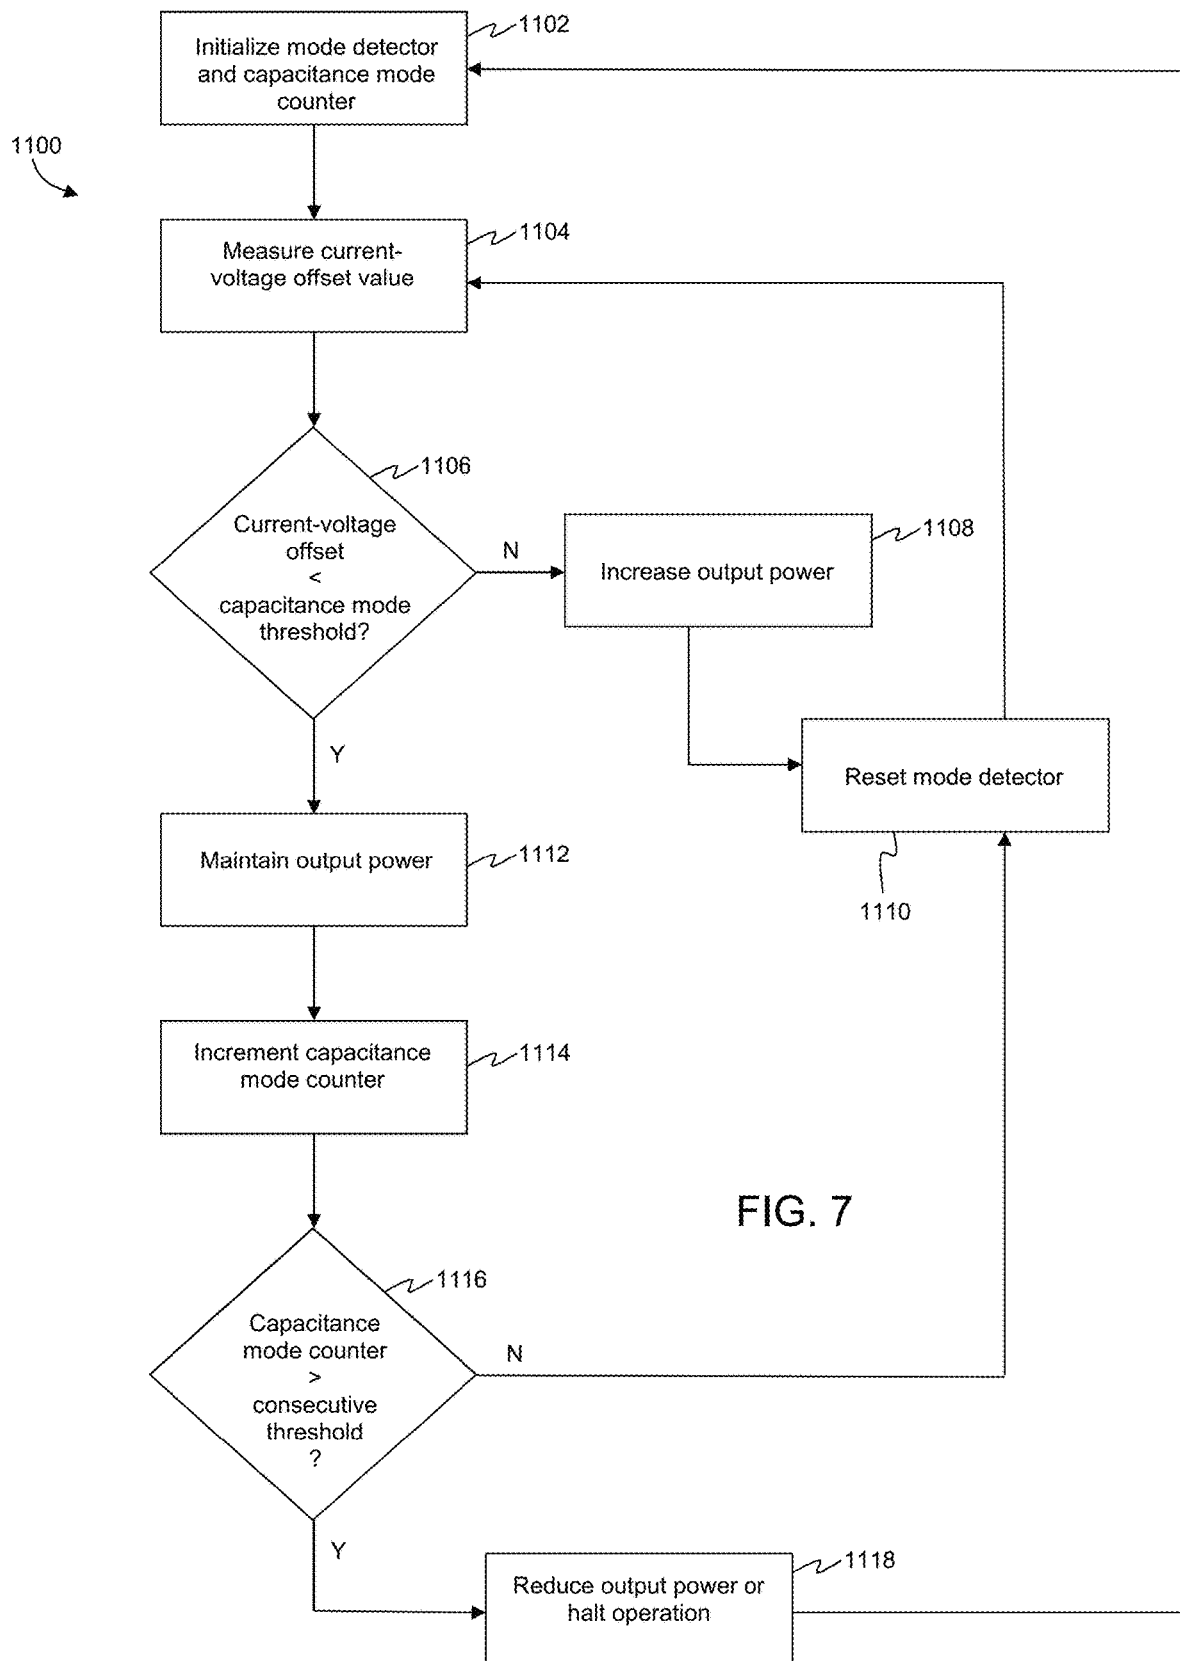 1102
Initialize mode detector
and capacitance mode
counter
1100
1104
Measure current-
voltage offset value
1106
Current-voltage
offset
<
capacitance mode
threshold?
N
1108
Increase output power
Y
Reset mode detector
1110
Maintain output power
1112
Increment capacitance
mode counter
1114
FIG. 7
1116
Capacitance
mode counter
>
consecutive
threshold
?
N
Y
1118
Reduce output power or
halt operation